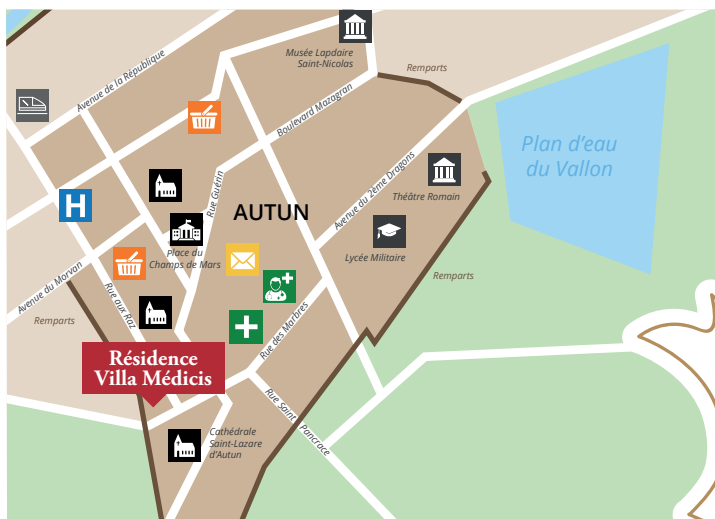 Musée Lapdaire
Saint-Nicolas
Remparts
Avenue de la République
Boulevard Mazagran
Plan d'eau
du Vallon
Avenue du 2ème Dragons
Théâtre Romain
H
Rue Guérin
AUTUN
Place du
Champs de Mars
Lycée Militaire
Remparts
Avenue du Morvan
Rue aux Raz
Remparts
Rue des Marbres
Résidence
Villa Médicis
Rue Saint Pancrace
Cathédrale
Saint-Lazare
d'Autun